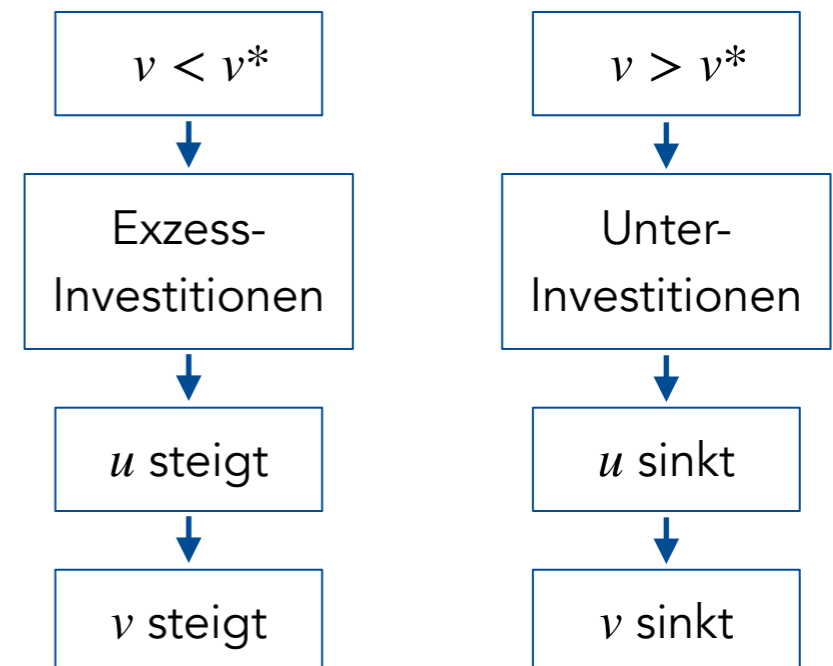 v < v*
Exzess-
Investitionen
u steigt
v steigt
v > v*
Unter-
Investitionen
u sinkt
v sinkt